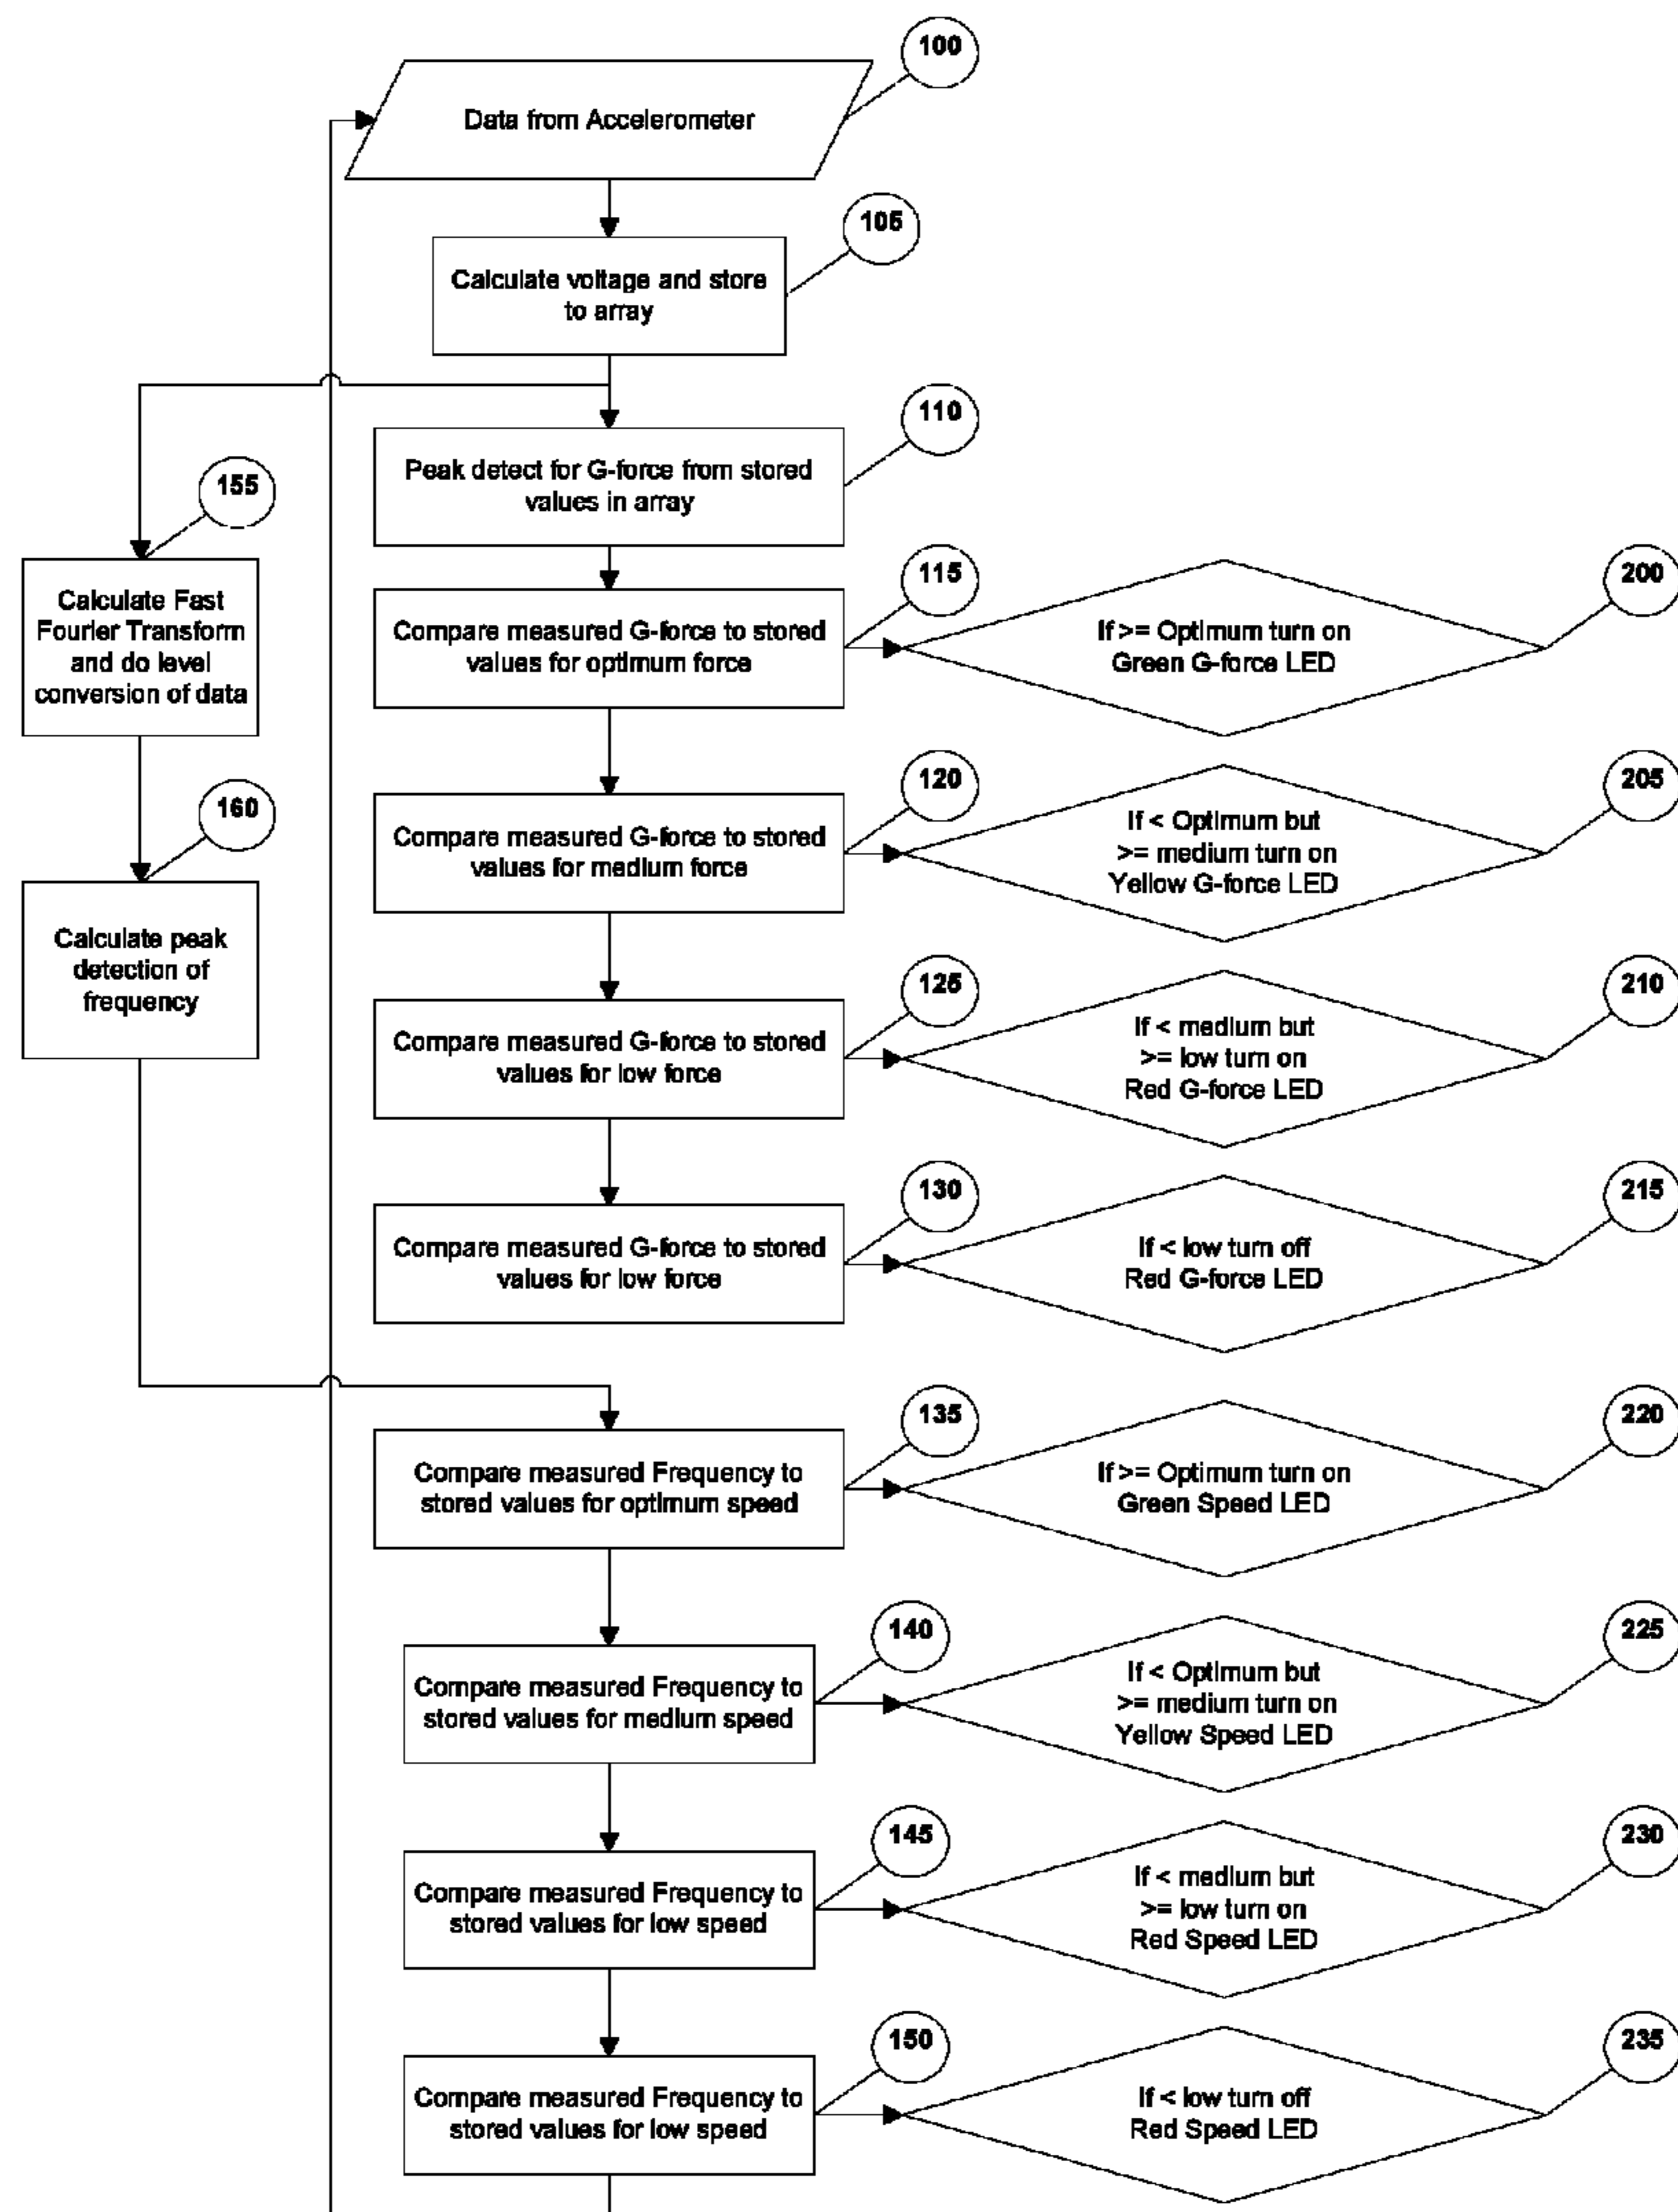 100
Data from Accelerometer
105
Calculate voltage and store
to array
110
Peak detect for G-force from stored
values in array
155
Calculate Fast
Fourier Transform
and do level
conversion of data
115
Compare measured G-force to stored
values for optimum force
200
If >= Optimum turn on
Green G-force LED
160
Calculate peak
detection of
frequency
120
Compare measured G-force to stored
values for medium force
205
If < Optimum but
>= medium turn on
Yellow G-force LED
125
Compare measured G-force to stored
values for low force
210
If < medium but
>= low turn on
Red G-force LED
130
Compare measured G-force to stored
values for low force
215
If < low turn off
Red G-force LED
135
Compare measured Frequency to
stored values for optimum speed
220
If >= Optimum turn on
Green Speed LED
140
Compare measured Frequency to
stored values for medium speed
225
If < Optimum but
>= medium turn on
Yellow Speed LED
145
Compare measured Frequency to
stored values for low speed
230
If < medium but
>= low turn on
Red Speed LED
150
Compare measured Frequency to
stored values for low speed
235
If < low turn off
Red Speed LED